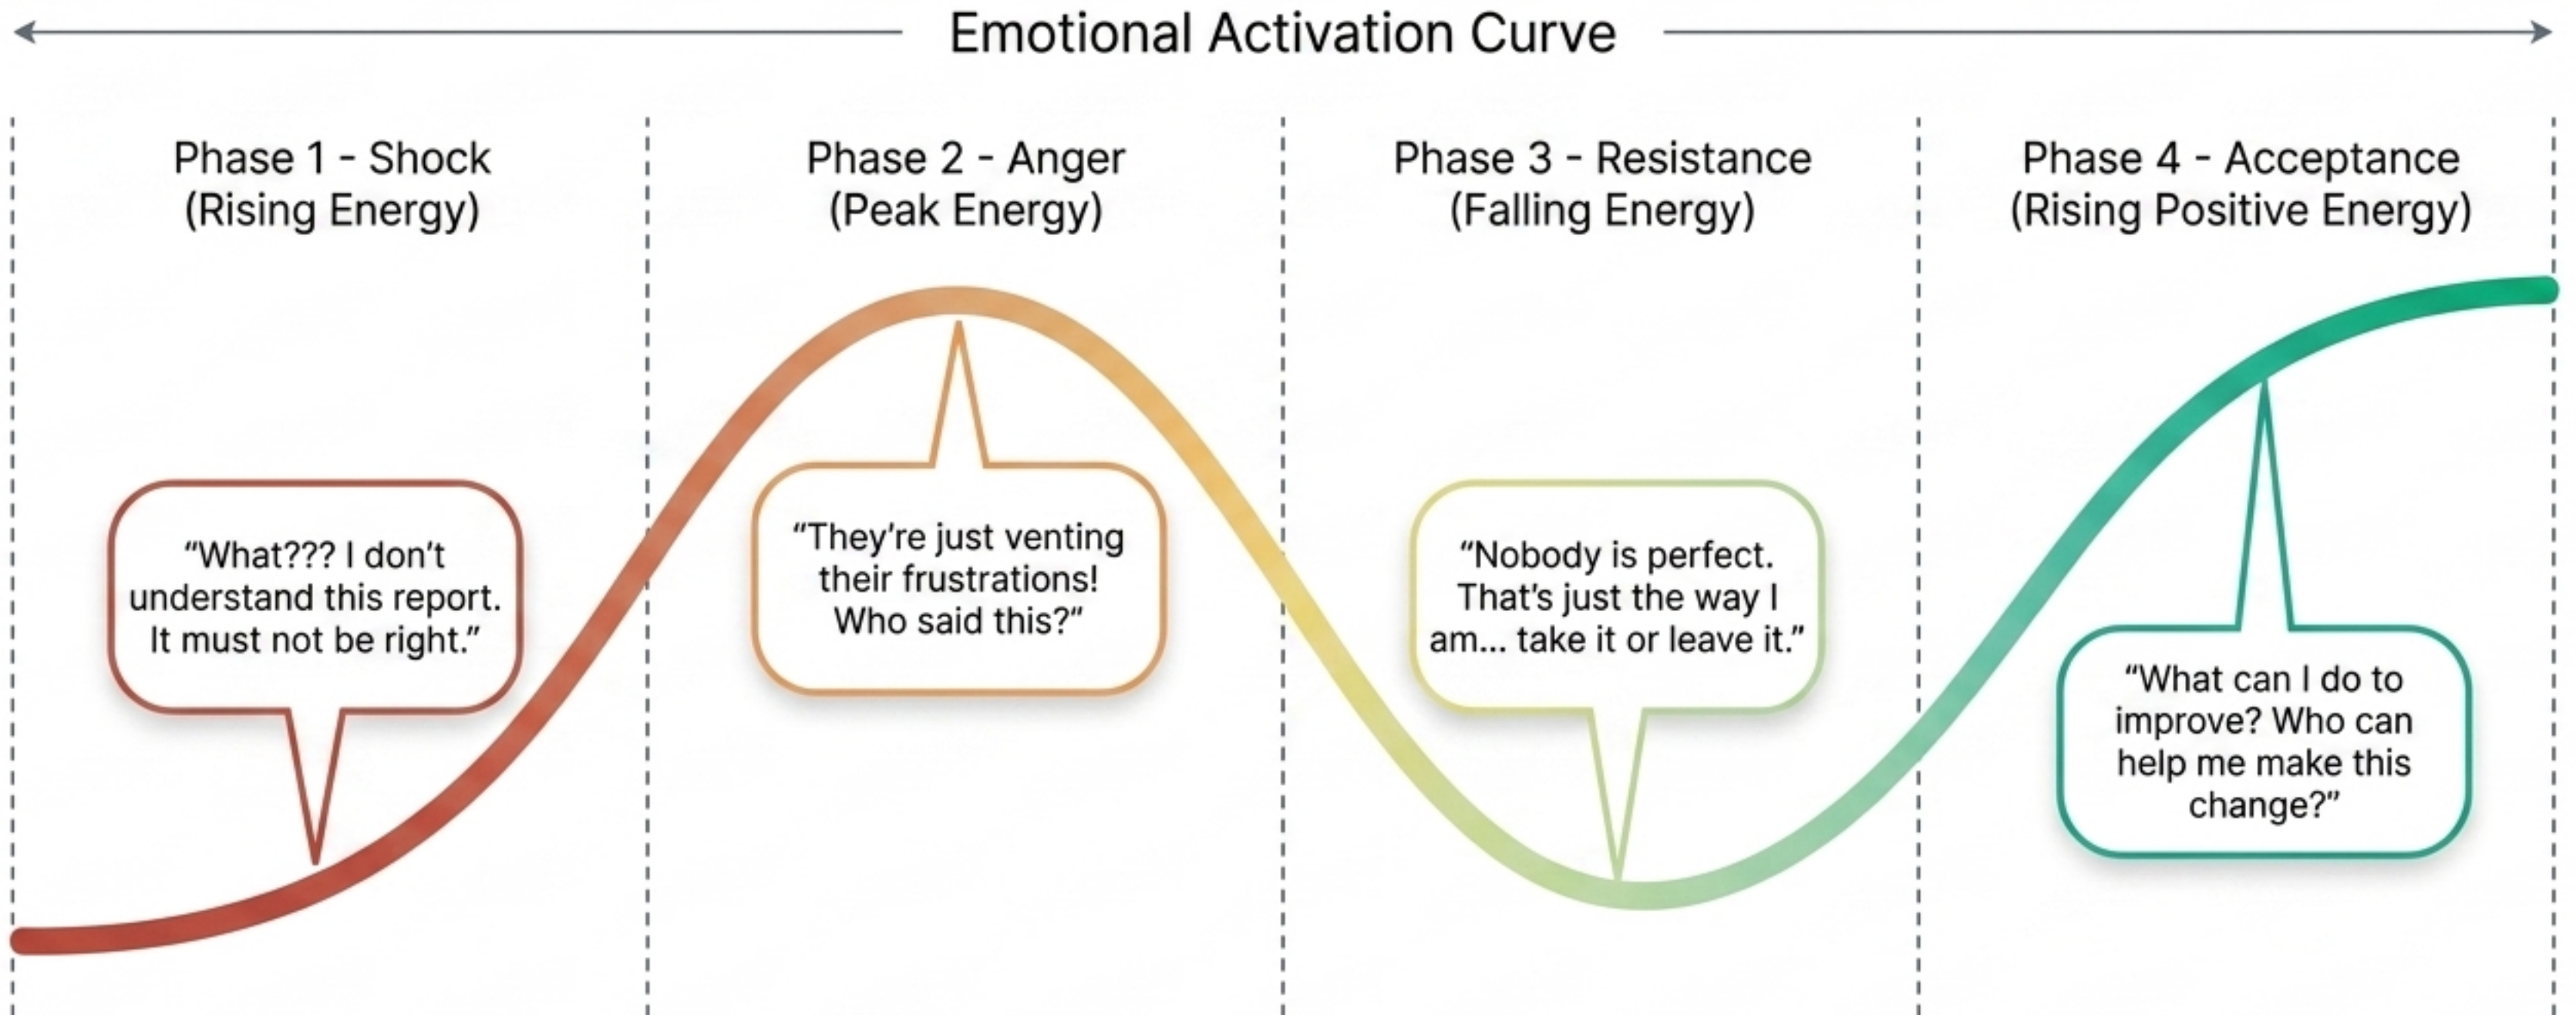 Emotional Activation Curve
Phase 1 - Shock
(Rising Energy)
Phase 2 - Anger
(Peak Energy)
Phase 3 - Resistance
(Falling Energy)
Phase 4 - Acceptance
(Rising Positive Energy)
“What??? I don’t
understand this report.
It must not be right.”
“They’re just venting
their frustrations!
Who said this?”
“Nobody is perfect.
That’s just the way I
am... take it or leave it.”
“What can I do to
improve? Who can
help me make this
change?”